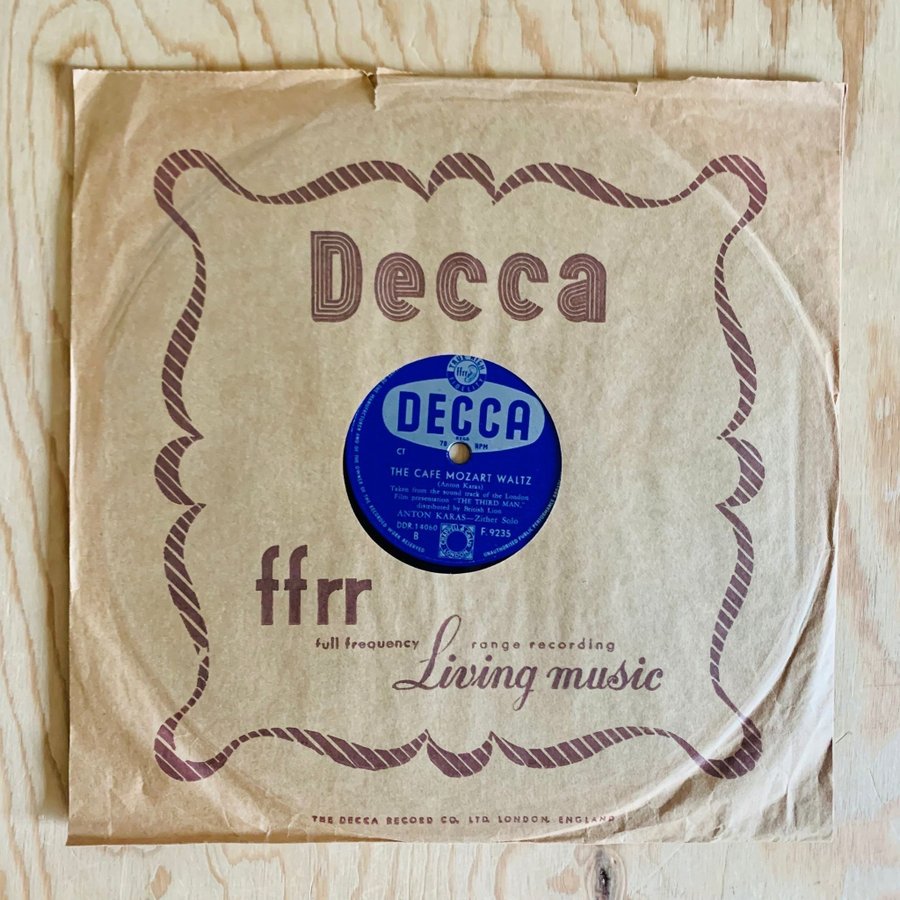 Decca
ffrr
DECCA
78 RPM
CT
THE CAFE MOZART WALTZ
(Anton Karas)
Taken from the sound track of the London
Film presentation "THE THIRD MAN,"
distributed by British Lion
ANTON KARAS—Zither Solo
DDR.14060 F.9235
B
ffrr
full frequency range recording
Living music
THE DECCA RECORD CO. LTD. LONDON, ENGLAND